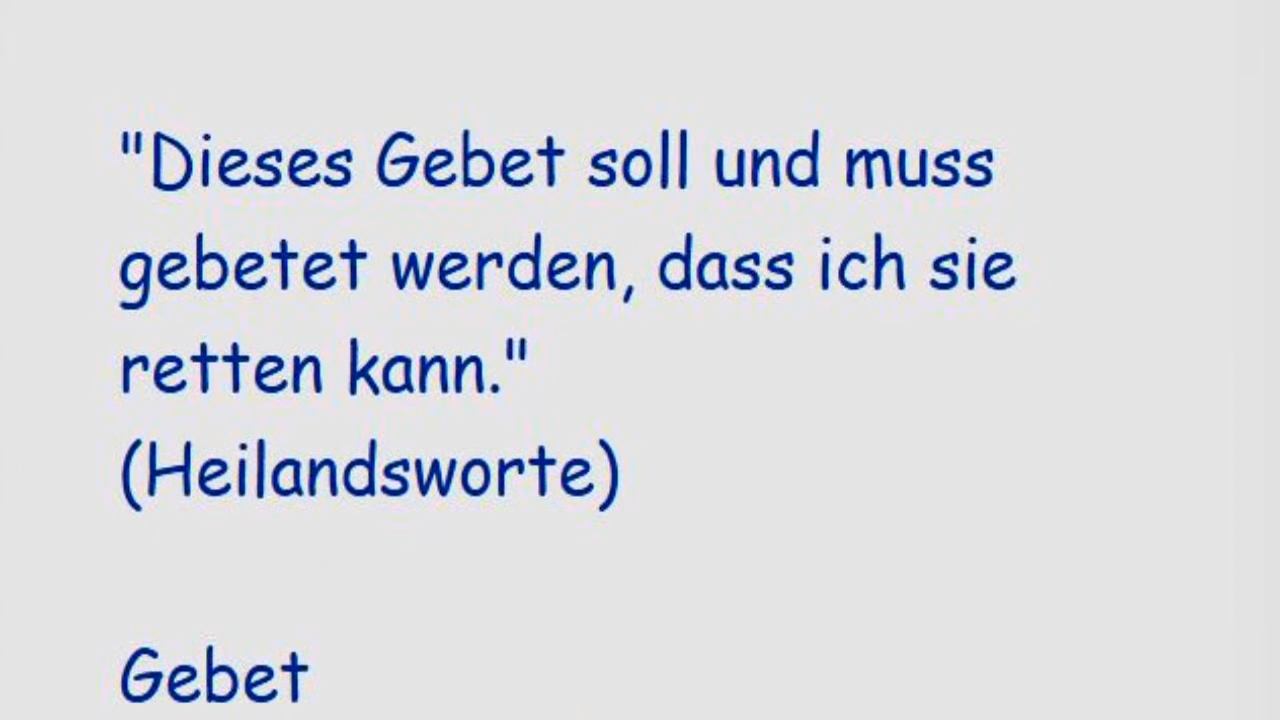 "Dieses Gebet soll und muss
gebetet werden, dass ich sie
retten kann."
(Heilandsworte)
Gebet